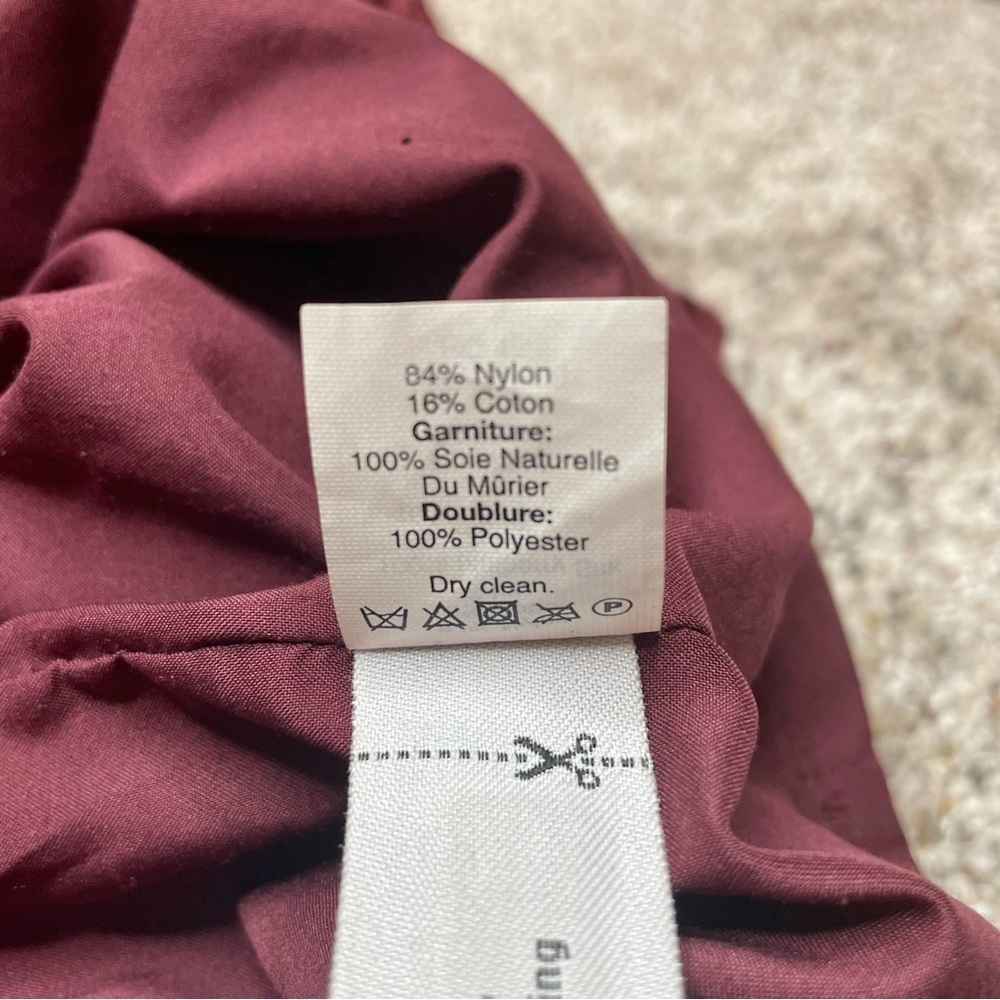 84% Nylon
16% Coton
Garniture:
100% Soie Naturelle
Du Mûrier
Doublure:
100% Polyester
Dry clean.
P